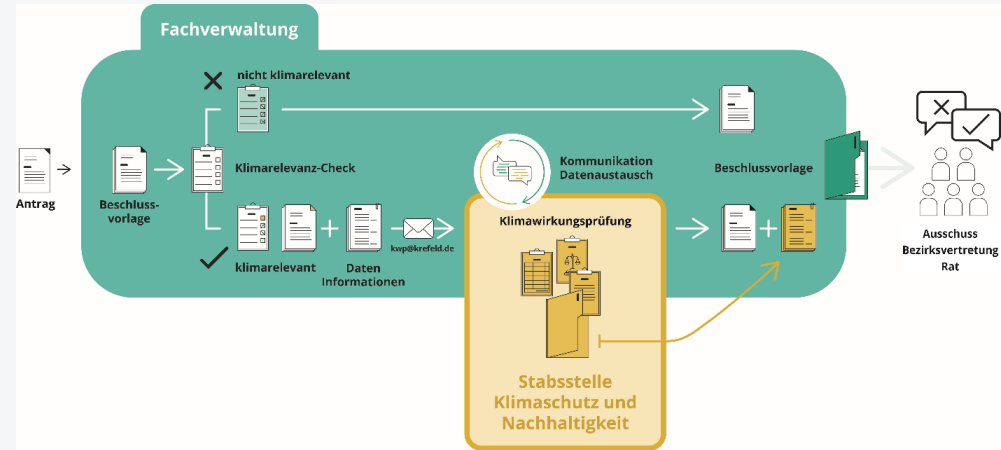 Fachverwaltung
nicht klimarelevant
Antrag
Beschluss-
vorlage
Klimarelevanz-Check
klimarelevant
Daten
Informationen
kwp@krefeld.de
Kommunikation
Datenaustausch
Klimawirkungsprüfung
Stabsstelle
Klimaschutz und
Nachhaltigkeit
Beschlussvorlage
Ausschuss
Bezirksvertretung
Rat